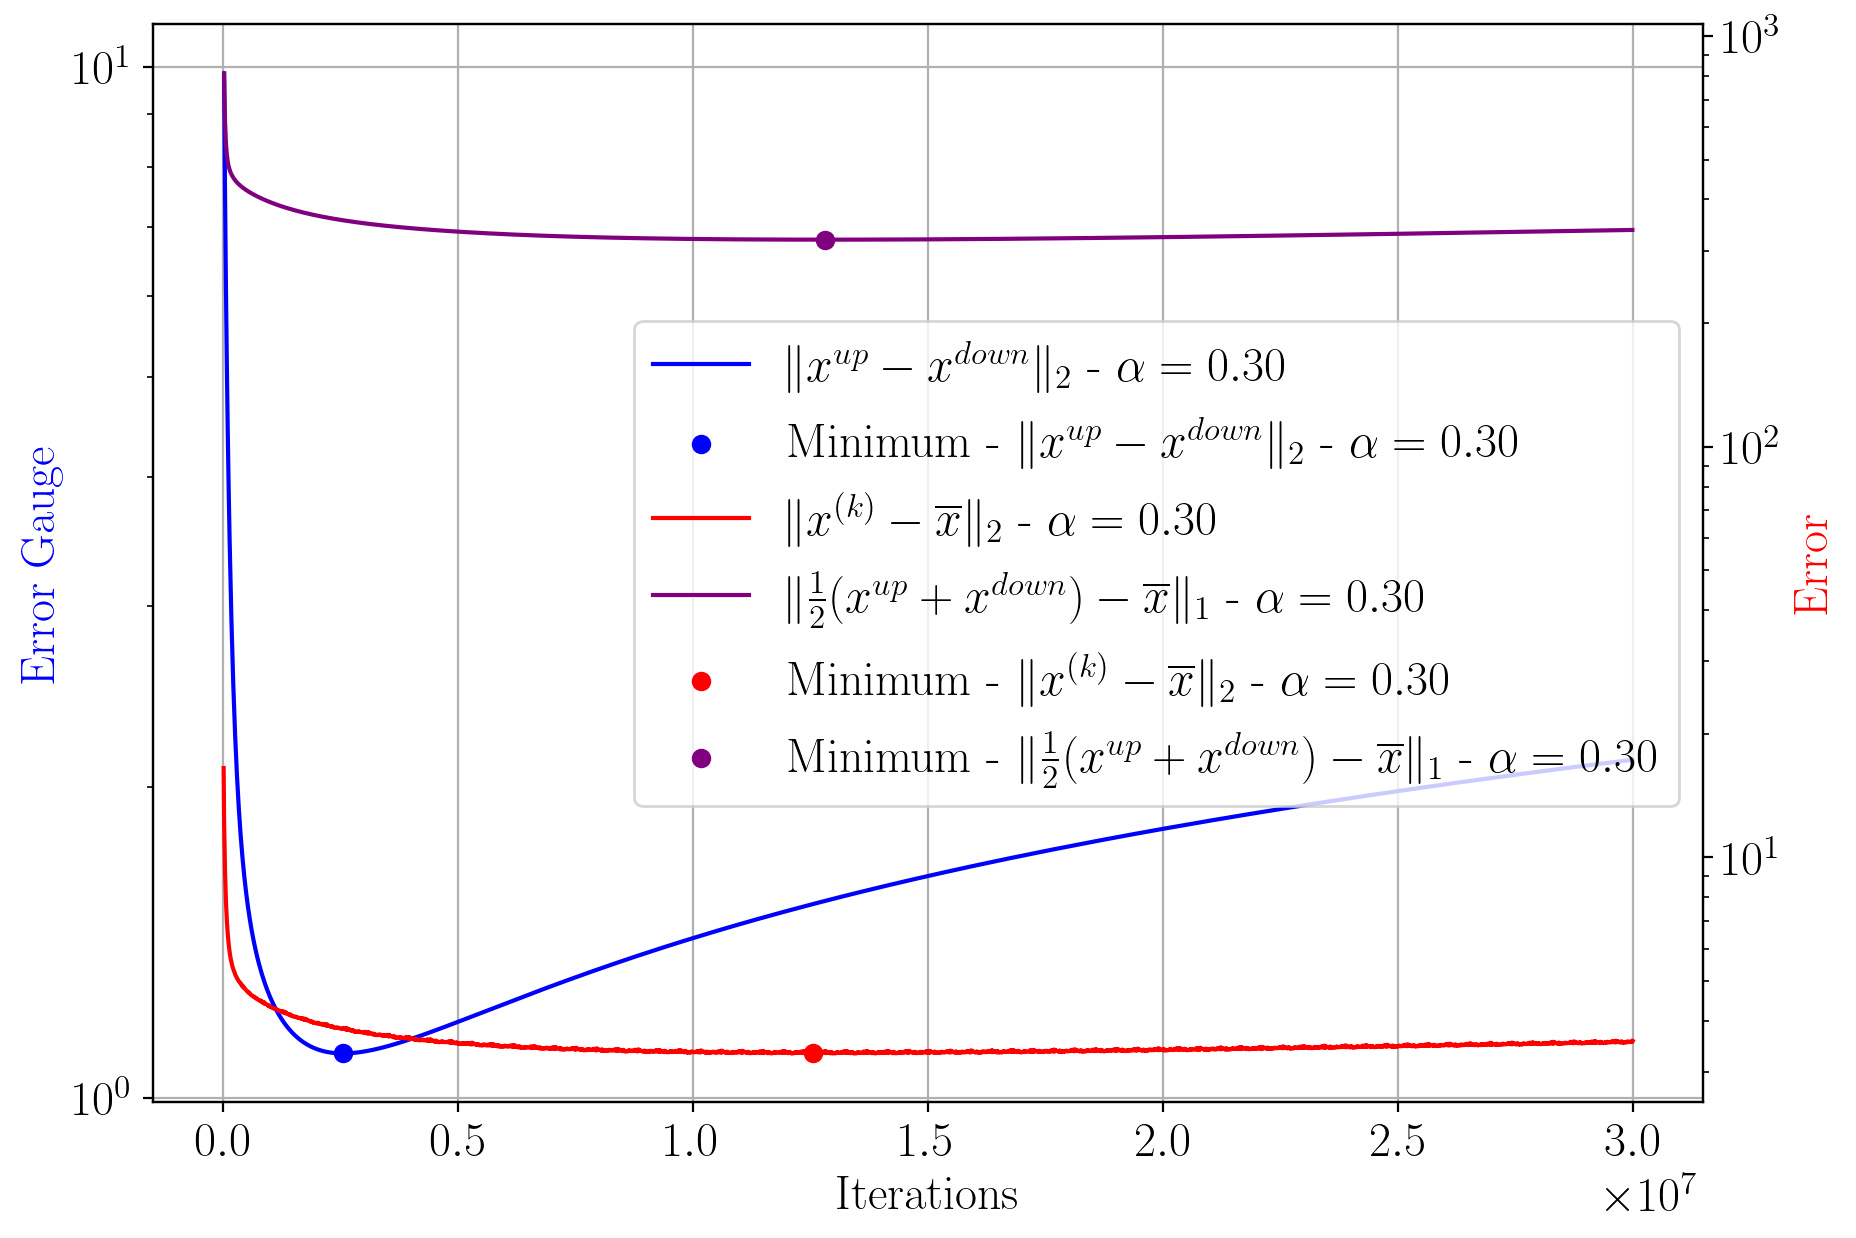 10^1
10^0
Error Gauge
10^3
10^2
10^1
Error
‖x^{up} − x^{down}‖_2 - α = 0.30
Minimum - ‖x^{up} − x^{down}‖_2 - α = 0.30
‖x^{(k)} − x̅‖_2 - α = 0.30
‖\frac{1}{2}(x^{up} + x^{down}) − x̅‖_1 - α = 0.30
Minimum - ‖x^{(k)} − x̅‖_2 - α = 0.30
Minimum - ‖\frac{1}{2}(x^{up} + x^{down}) − x̅‖_1 - α = 0.30
0.0 0.5 1.0 1.5 2.0 2.5 3.0
Iterations
×10^7